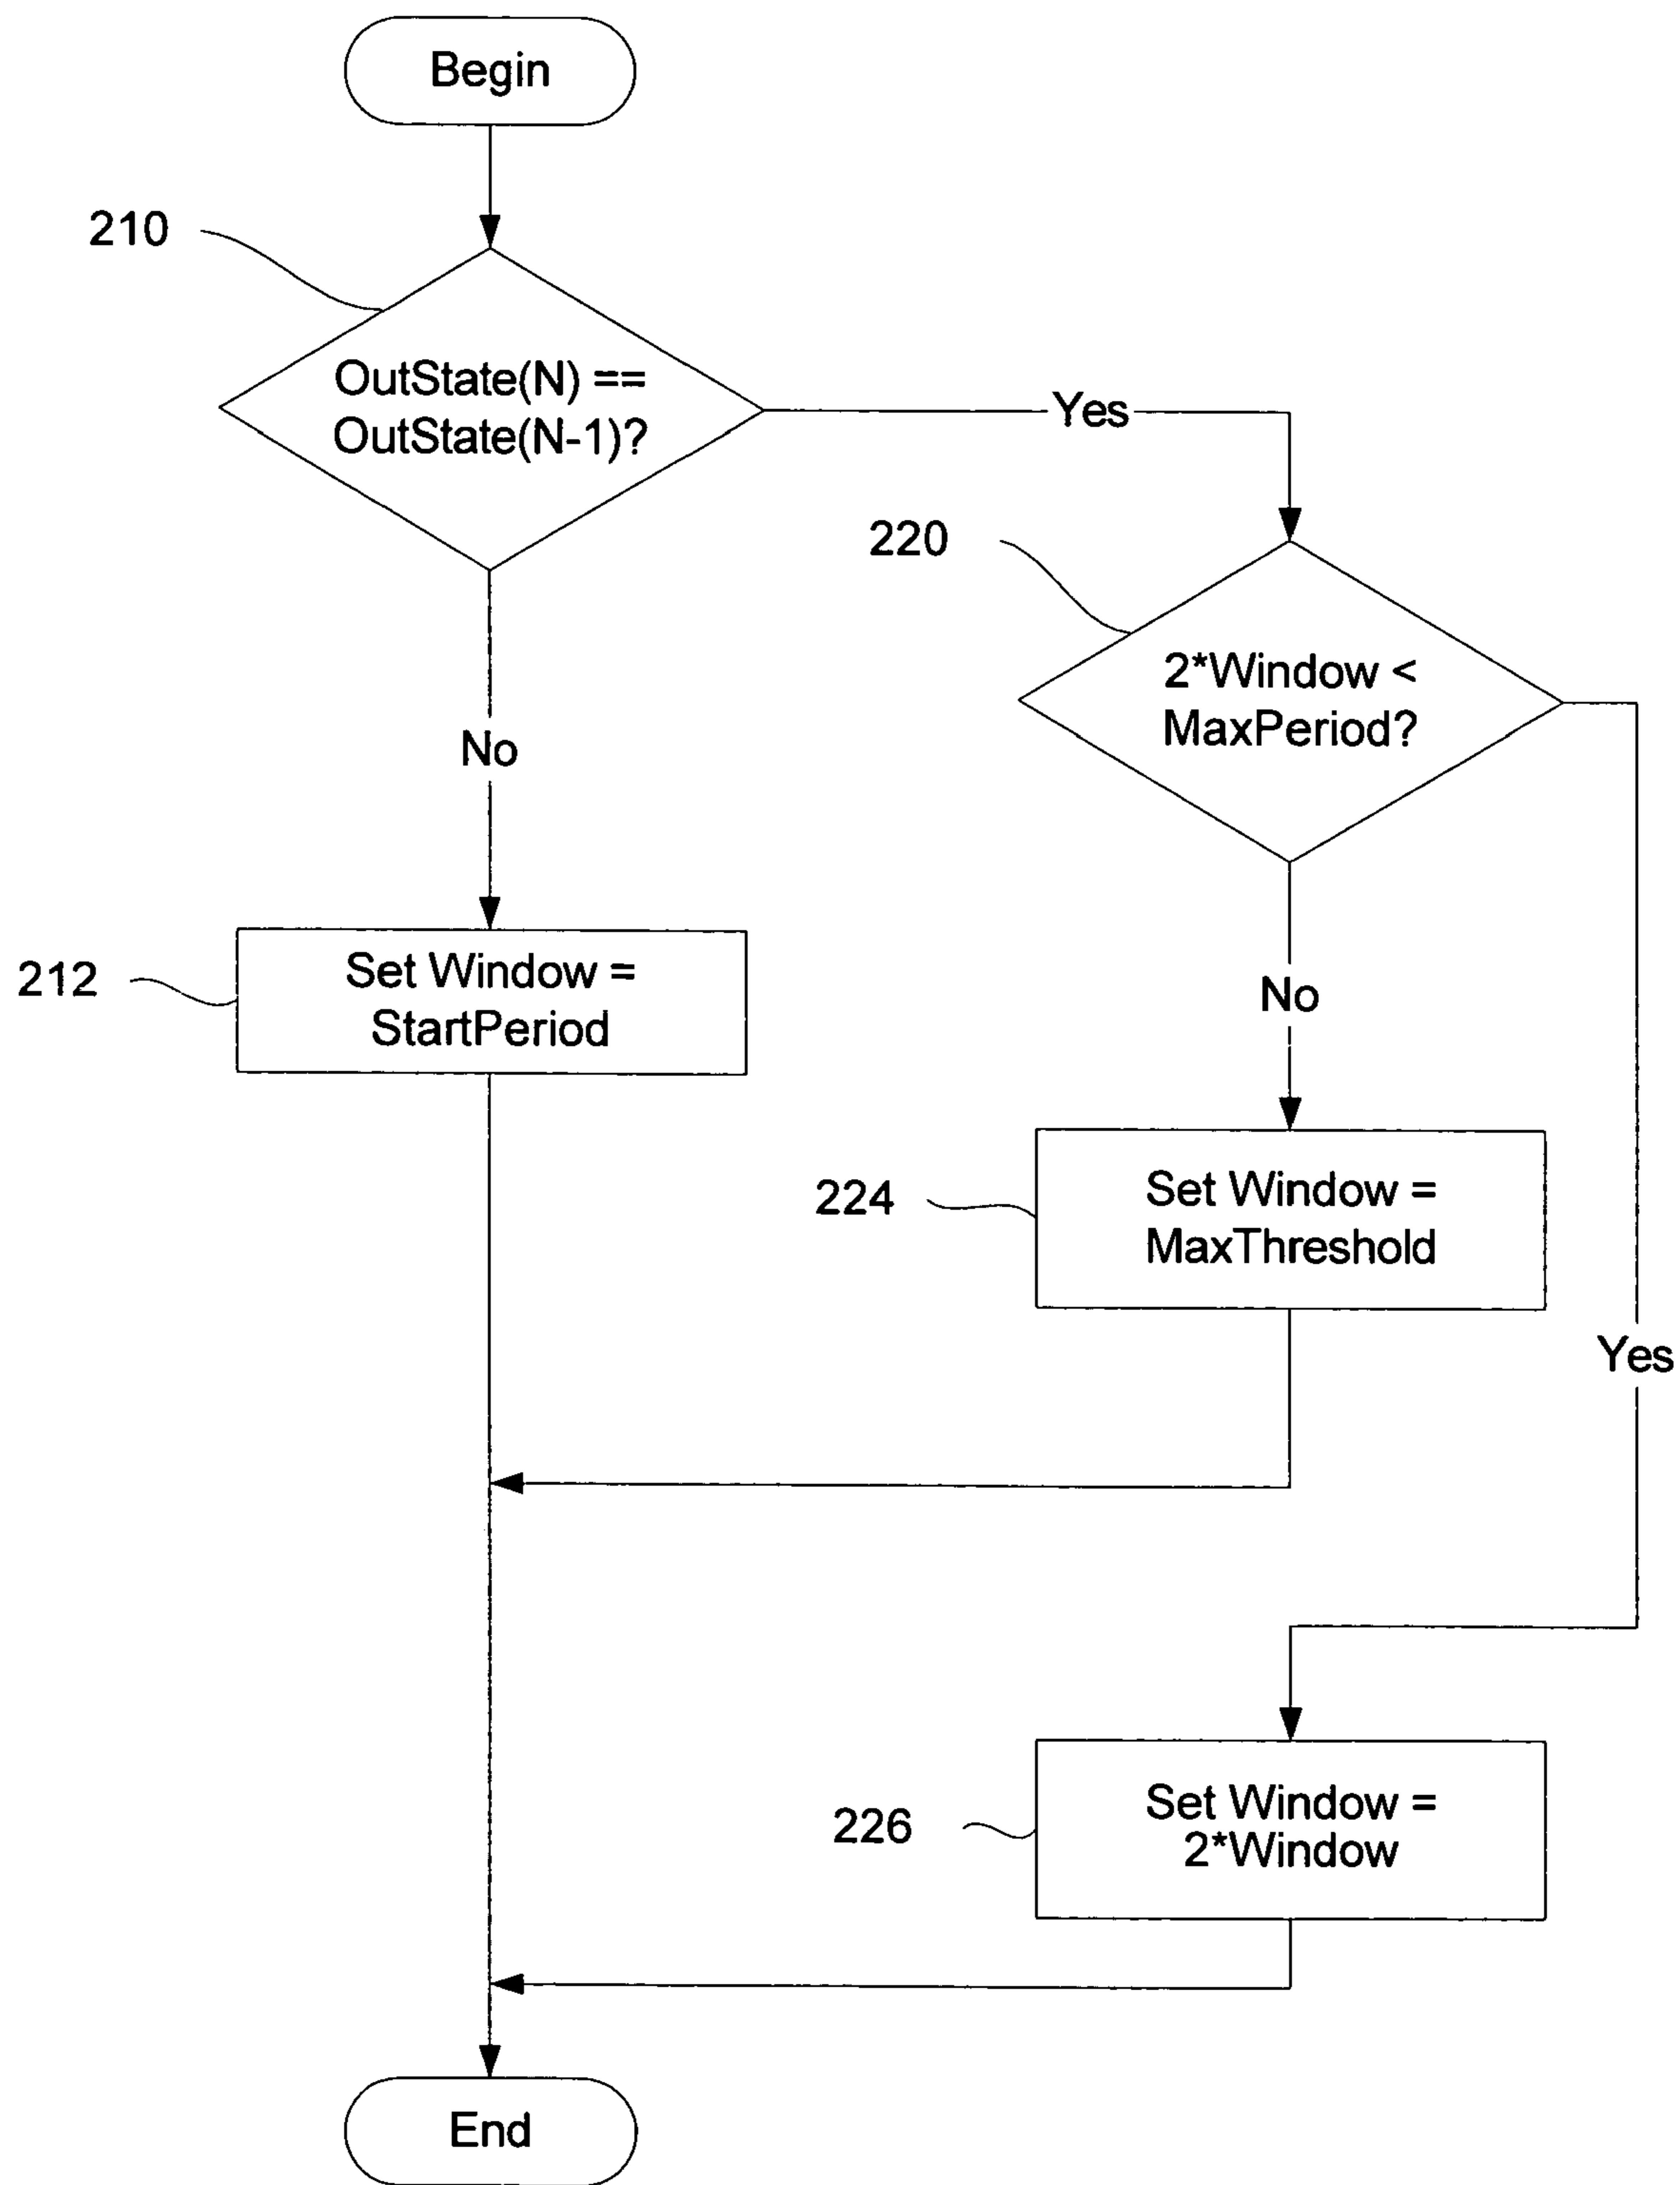 Begin
210
OutState(N) ==
OutState(N-1)?
Yes
220
2*Window <
MaxPeriod?
No
No
212
Set Window =
StartPeriod
224
Set Window =
MaxThreshold
Yes
226
Set Window =
2*Window
End